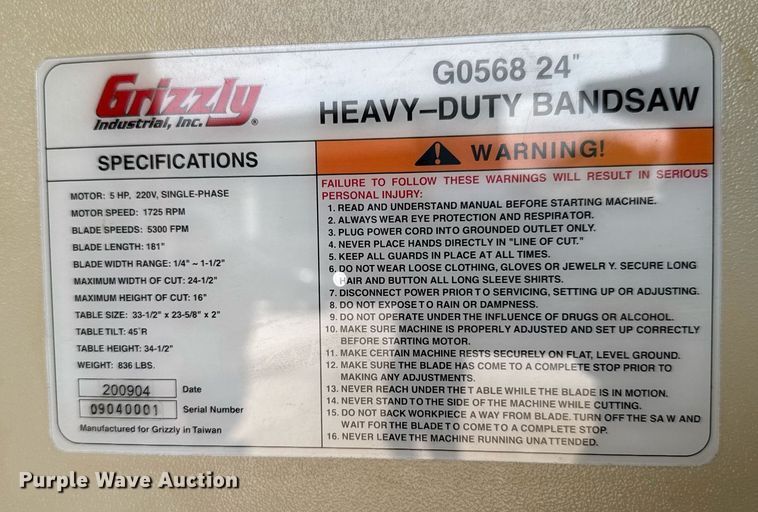 Grizzly
Industrial, Inc.®
G0568 24"
HEAVY–DUTY BANDSAW
SPECIFICATIONS
MOTOR: 5 HP, 220V, SINGLE-PHASE
MOTOR SPEED: 1725 RPM
BLADE SPEEDS: 5300 FPM
BLADE LENGTH: 181"
BLADE WIDTH RANGE: 1/4" ~ 1-1/2"
MAXIMUM WIDTH OF CUT: 24-1/2"
MAXIMUM HEIGHT OF CUT: 16"
TABLE SIZE: 33-1/2" x 23-5/8" x 2"
TABLE TILT: 45°R
TABLE HEIGHT: 34-1/2"
WEIGHT: 836 LBS.
200904 Date
09040001 Serial Number
Manufactured for Grizzly in Taiwan
WARNING!
FAILURE TO FOLLOW THESE WARNINGS WILL RESULT IN SERIOUS
PERSONAL INJURY:
1. READ AND UNDERSTAND MANUAL BEFORE STARTING MACHINE.
2. ALWAYS WEAR EYE PROTECTION AND RESPIRATOR.
3. PLUG POWER CORD INTO GROUNDED OUTLET ONLY.
4. NEVER PLACE HANDS DIRECTLY IN "LINE OF CUT."
5. KEEP ALL GUARDS IN PLACE AT ALL TIMES.
6. DO NOT WEAR LOOSE CLOTHING, GLOVES OR JEWELR Y. SECURE LONG
HAIR AND BUTTON ALL LONG SLEEVE SHIRTS.
7. DISCONNECT POWER PRIOR TO SERVICING, SETTING UP OR ADJUSTING.
8. DO NOT EXPOSE TO RAIN OR DAMPNESS.
9. DO NOT OPERATE UNDER THE INFLUENCE OF DRUGS OR ALCOHOL.
10. MAKE SURE MACHINE IS PROPERLY ADJUSTED AND SET UP CORRECTLY
BEFORE STARTING MOTOR.
11. MAKE CERTAIN MACHINE RESTS SECURELY ON FLAT, LEVEL GROUND.
12. MAKE SURE THE BLADE HAS COME TO A COMPLETE STOP PRIOR TO
MAKING ANY ADJUSTMENTS.
13. NEVER REACH UNDER THE T ABLE WHILE THE BLADE IS IN MOTION.
14. NEVER STAND TO THE SIDE OF THE MACHINE WHILE CUTTING.
15. DO NOT BACK WORKPIECE A WAY FROM BLADE. TURN OFF THE SA W AND
WAIT FOR THE BLADE TO COME TO A COMPLETE STOP.
16. NEVER LEAVE THE MACHINE RUNNING UNATTENDED.
Purple Wave Auction